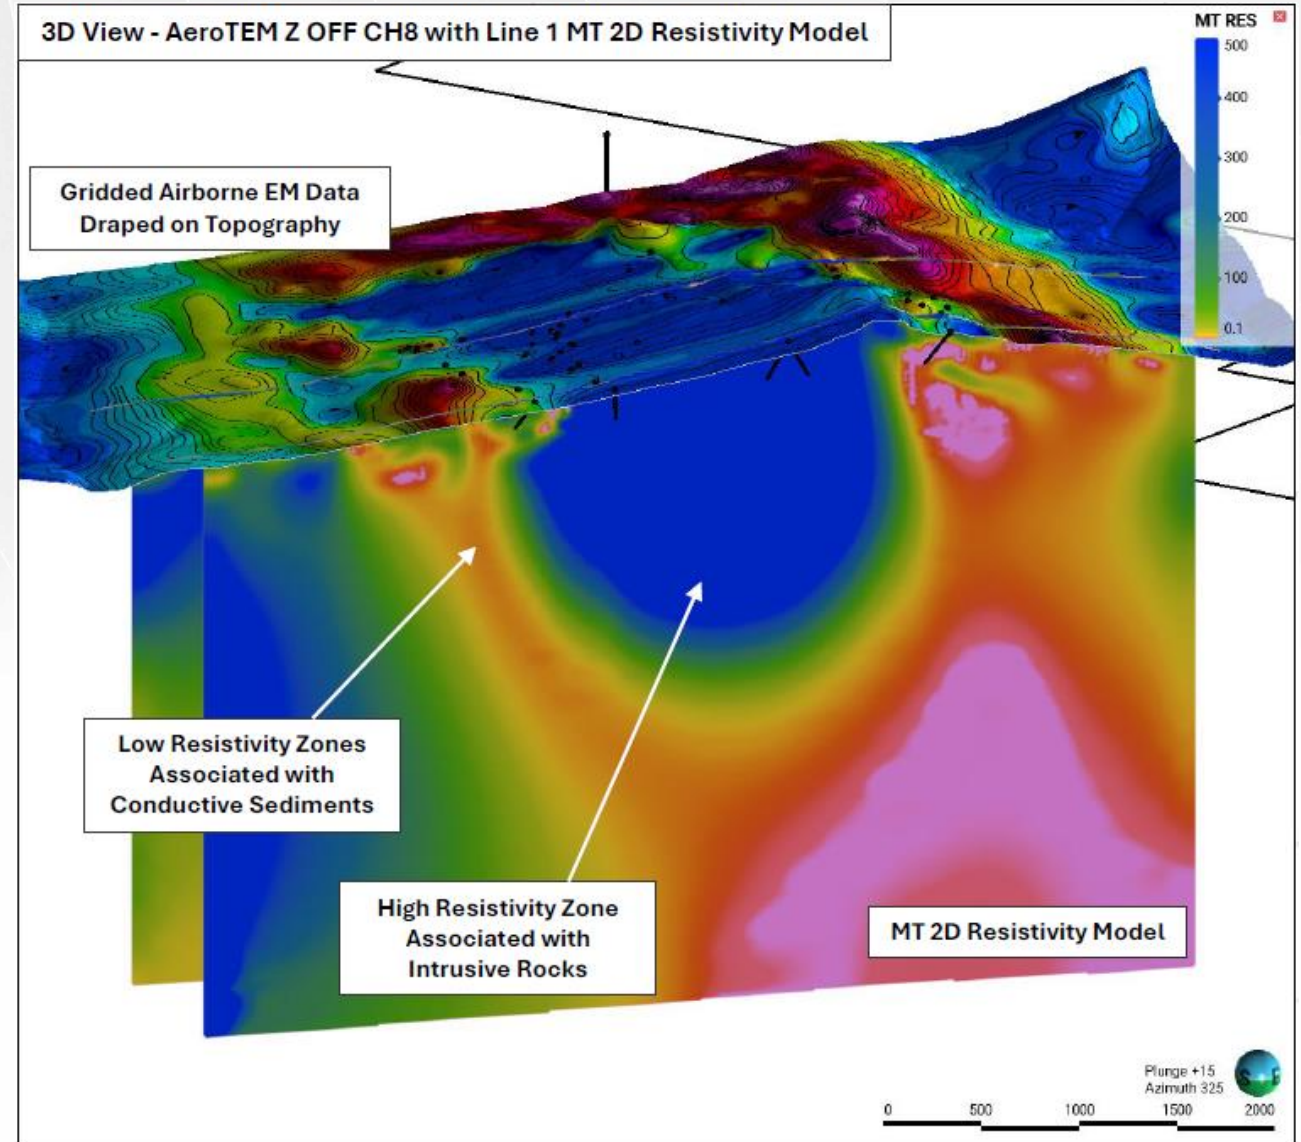 3D View - AeroTEM Z OFF CH8 with Line 1 MT 2D Resistivity Model
MT RES
500
400
300
200
100
0.1
Gridded Airborne EM Data
Draped on Topography
Low Resistivity Zones
Associated with
Conductive Sediments
High Resistivity Zone
Associated with
Intrusive Rocks
MT 2D Resistivity Model
Plunge +15
Azimuth 325
S E
0 500 1000 1500 2000